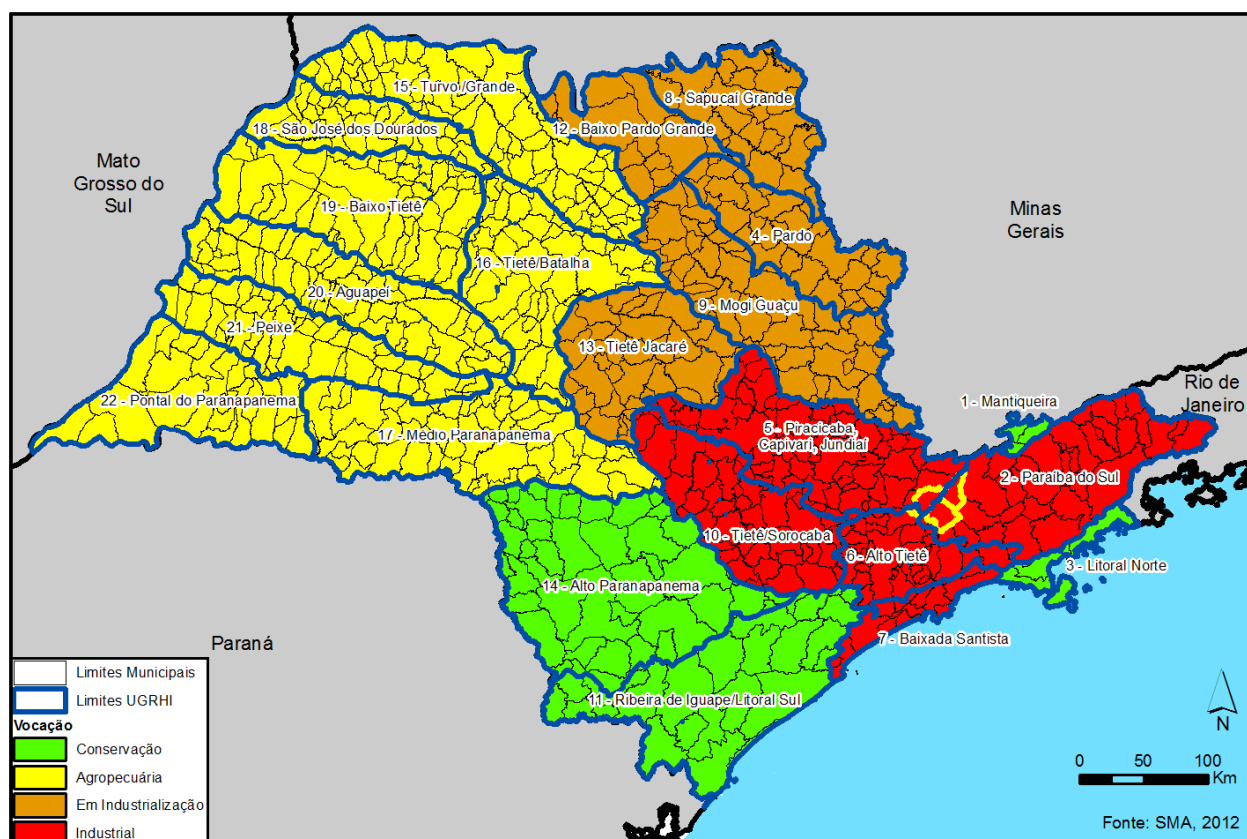 15 - Turvo /Grande
8 - Sapucaí Grande
18 - São José dos Dourados
12 - Baixo Pardo Grande
Mato
Grosso do
Sul
19 - Baixo Tietê
Minas
Gerais
4 - Pardo
16 - Tietê/Batalha
20 - Aguapeí
9 - Mogi Guaçu
21 - Peixe
13 - Tietê Jacaré
Rio de
Janeiro
22 - Pontal do Paranapanema
1 - Mantiqueira
17 - Médio Paranapanema
5 - Piracicaba,
Capivari, Jundiaí
2 - Paraíba do Sul
10 - Tietê/Sorocaba
6 - Alto Tietê
3 - Litoral Norte
14 - Alto Paranapanema
7 - Baixada Santista
Paraná
11 - Ribeira de Iguape/Litoral Sul
Limites Municipais
Limites UGRHI
Vocação
Conservação
Agropecuária
Em Industrialização
Industrial
N
0 50 100
Km
Fonte: SMA, 2012